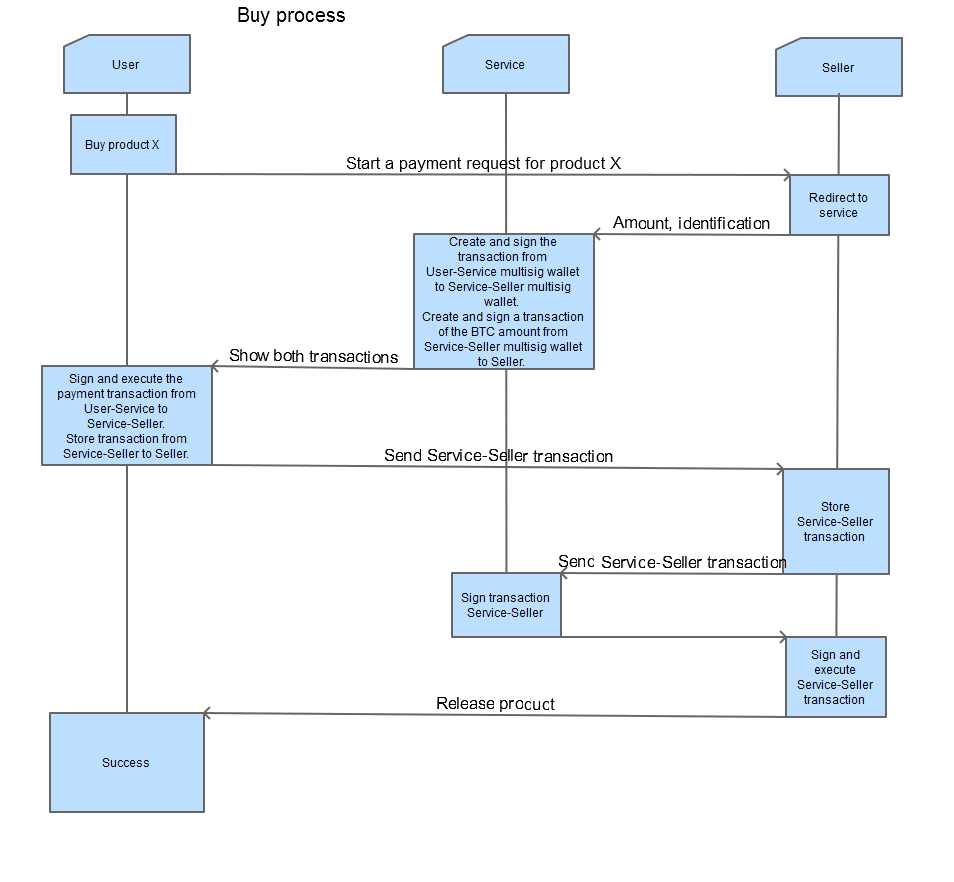 Buy process
User
Service
Seller
Buy product X
Start a payment request for product X
Redirect to
service
Amount, identification
Create and sign the
transaction from
User-Service multisig wallet
to Service-Seller multisig
wallet.
Create and sign a transaction
of the BTC amount from
Service-Seller multisig wallet
to Seller.
Show both transactions
Sign and execute the
payment transaction from
User-Service to
Service-Seller.
Store transaction from
Service-Seller to Seller.
Send Service-Seller transaction
Store
Service-Seller
transaction
Send Service-Seller transaction
Sign transaction
Service-Seller
Sign and
execute
Service-Seller
transaction
Release product
Success